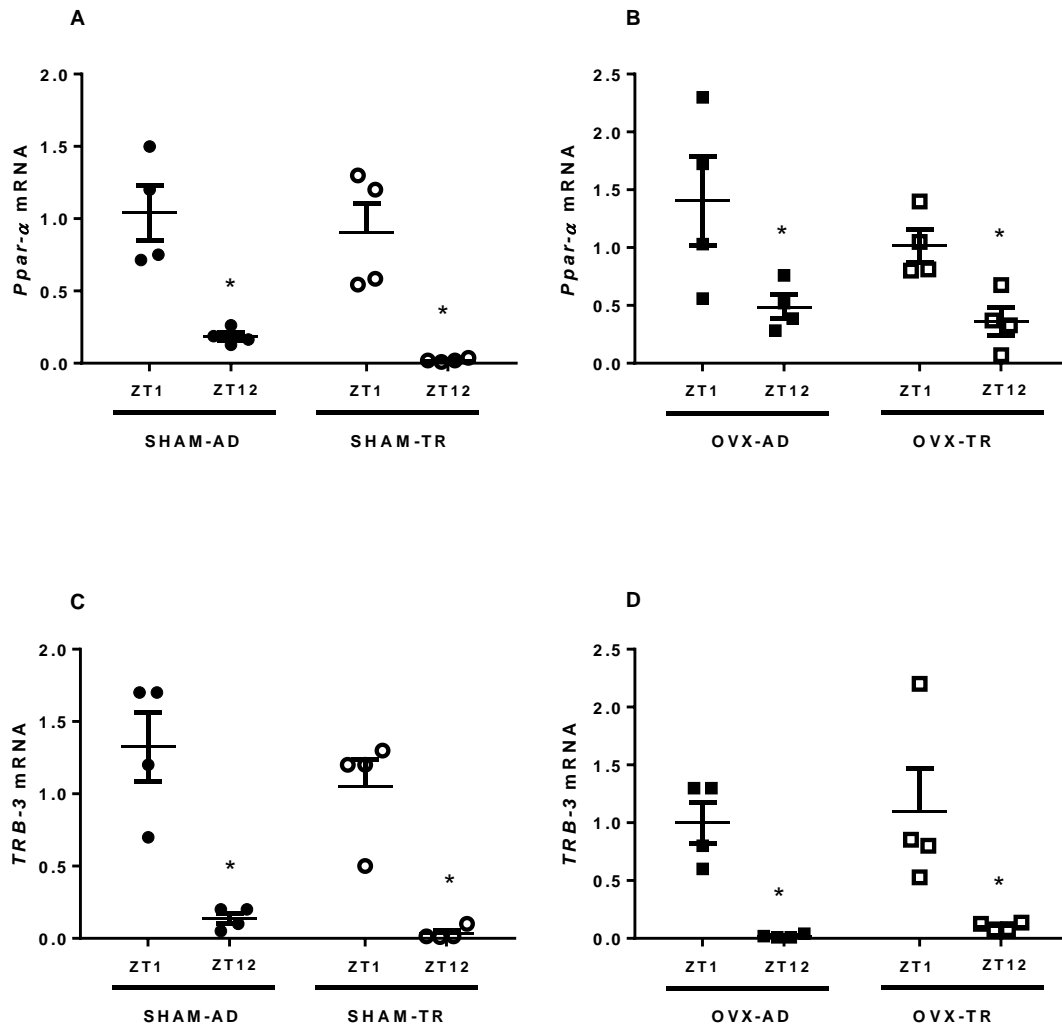 A
Ppar-α mRNA
2.0
1.5
1.0
0.5
0.0
*
*
ZT1 ZT12 ZT1 ZT12
SHAM-AD SHAM-TR
B
Ppar-α mRNA
2.5
2.0
1.5
1.0
0.5
0.0
*
*
ZT1 ZT12 ZT1 ZT12
OVX-AD OVX-TR
C
TRB-3 mRNA
2.0
1.5
1.0
0.5
0.0
*
*
ZT1 ZT12 ZT1 ZT12
SHAM-AD SHAM-TR
D
TRB-3 mRNA
2.5
2.0
1.5
1.0
0.5
0.0
*
*
ZT1 ZT12 ZT1 ZT12
OVX-AD OVX-TR